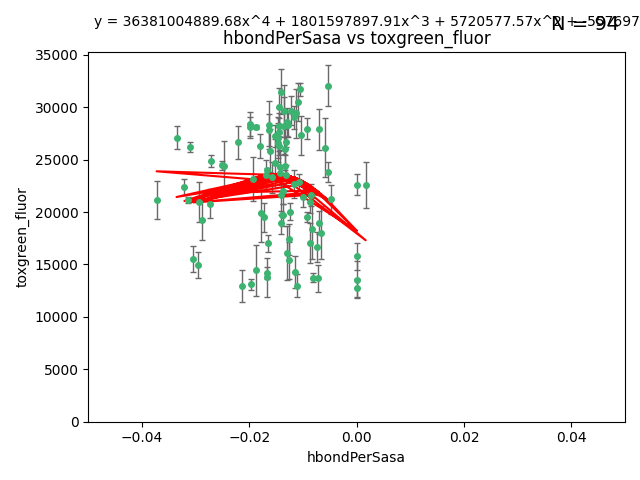 y = 36381004889.68x^4 + 1801597897.91x^3 + 5720577.57x^2 +
N = 94
hbondPerSasa vs toxgreen_fluor
35000
30000
25000
20000
15000
10000
5000
0
toxgreen_fluor
−0.04 −0.02 0.00 0.02 0.04
hbondPerSasa